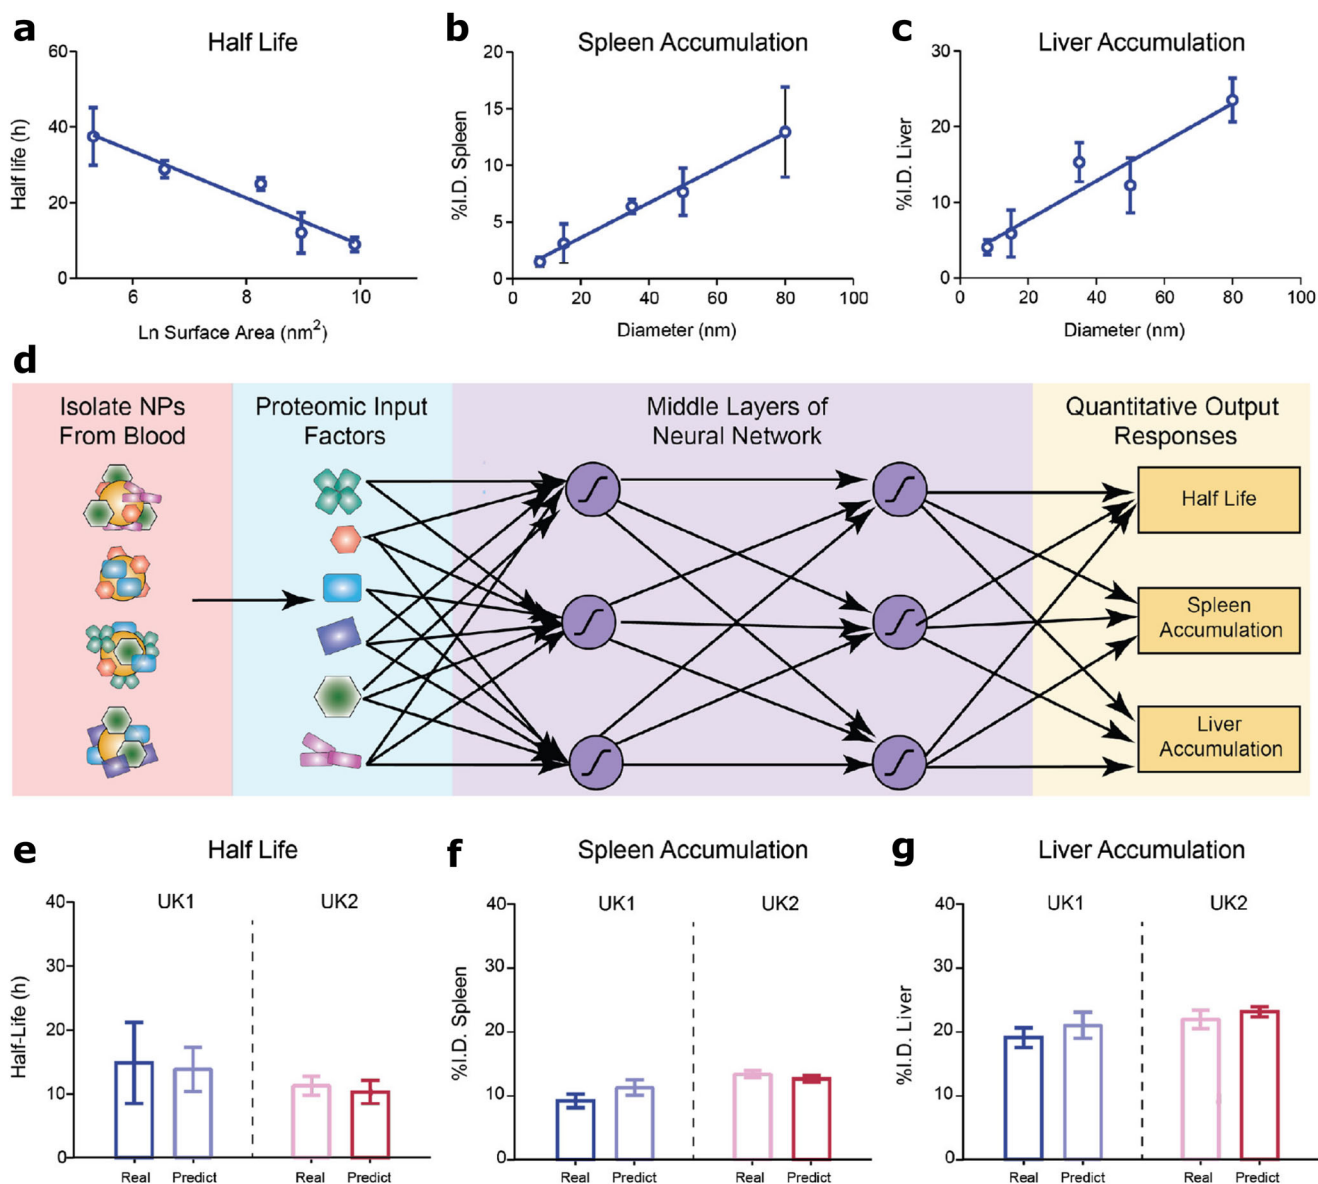 a
Half Life
60
40
20
0
Half life (h)
6
8
10
Ln Surface Area (nm2)
b
Spleen Accumulation
20
15
10
5
0
%I.D. Spleen
0
20
40
60
80
100
Diameter (nm)
c
Liver Accumulation
30
20
10
0
%I.D. Liver
0
20
40
60
80
100
Diameter (nm)
d
Isolate NPs
From Blood
Proteomic Input
Factors
Middle Layers of
Neural Network
Quantitative Output
Responses
Half Life
Spleen
Accumulation
Liver
Accumulation
e
Half Life
40
30
20
10
0
Half-Life (h)
UK1
UK2
Real
Predict
Real
Predict
f
Spleen Accumulation
40
30
20
10
0
%I.D. Spleen
UK1
UK2
Real
Predict
Real
Predict
g
Liver Accumulation
40
30
20
10
0
%I.D. Liver
UK1
UK2
Real
Predict
Real
Predict